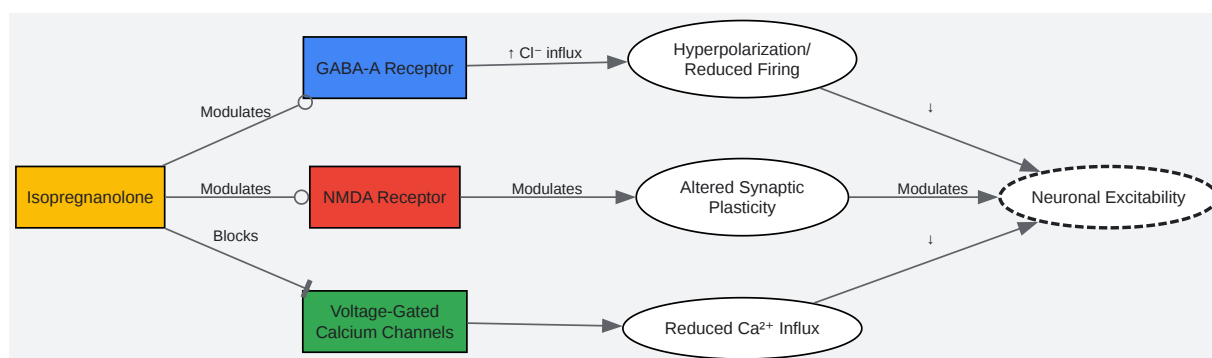 GABA-A Receptor
↑ Cl⁻ influx
Hyperpolarization/
Reduced Firing
Modulates
↓
Isopregnanolone
Modulates
NMDA Receptor
Modulates
Altered Synaptic
Plasticity
Modulates
Neuronal Excitability
Blocks
↓
Voltage-Gated
Calcium Channels
Reduced Ca²⁺ Influx